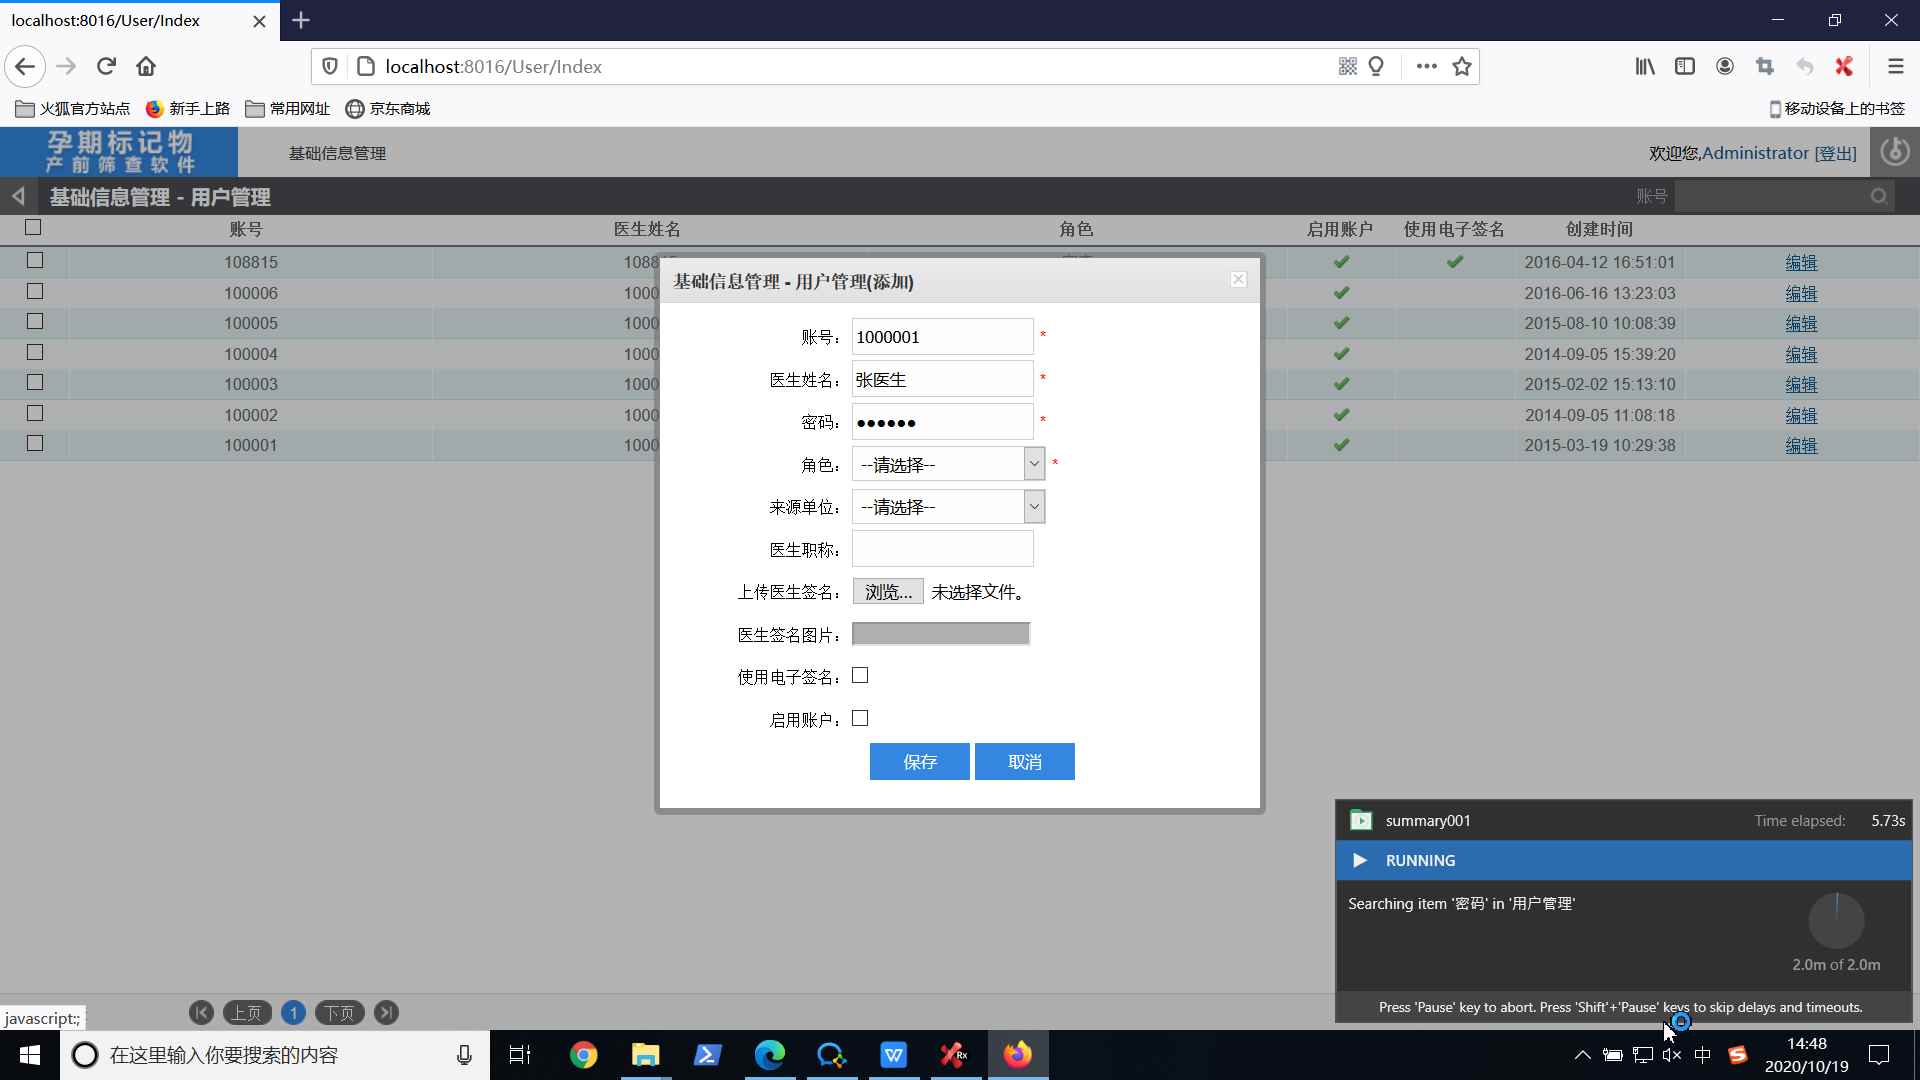 localhost:8016/User/Index
localhost:8016/User/Index
火狐官方站点 新手上路 常用网址 京东商城 移动设备上的书签
孕期标记物
产前筛查软件
基础信息管理
欢迎您,Administrator [登出]
基础信息管理 - 用户管理
账号
账号 医生姓名 角色 启用账户 使用电子签名 创建时间
108815 1088 2016-04-12 16:51:01 编辑
100006 1000 2016-06-16 13:23:03 编辑
100005 1000 2015-08-10 10:08:39 编辑
100004 1000 2014-09-05 15:39:20 编辑
100003 1000 2015-02-02 15:13:10 编辑
100002 1000 2014-09-05 11:08:18 编辑
100001 1000 2015-03-19 10:29:38 编辑
基础信息管理 - 用户管理(添加)
账号: 1000001 *
医生姓名: 张医生 *
密码: ●●●●●● *
角色: --请选择-- *
来源单位: --请选择--
医生职称:
上传医生签名: 浏览... 未选择文件。
医生签名图片:
使用电子签名:
启用账户:
保存 取消
summary001 Time elapsed: 5.73s
RUNNING
Searching item '密码' in '用户管理'
2.0m of 2.0m
Press 'Pause' key to abort. Press 'Shift'+'Pause' keys to skip delays and timeouts.
上页 1 下页
javascript:;
在这里输入你要搜索的内容
Rx
中
14:48
2020/10/19